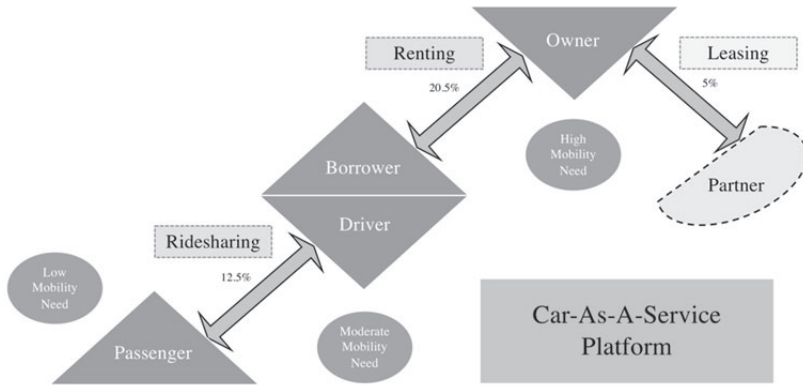 Owner
Renting
Leasing
20.5%
5%
High
Mobility
Need
Borrower
Partner
Driver
Ridesharing
12.5%
Low
Mobility
Need
Moderate
Mobility
Need
Passenger
Car-As-A-Service
Platform